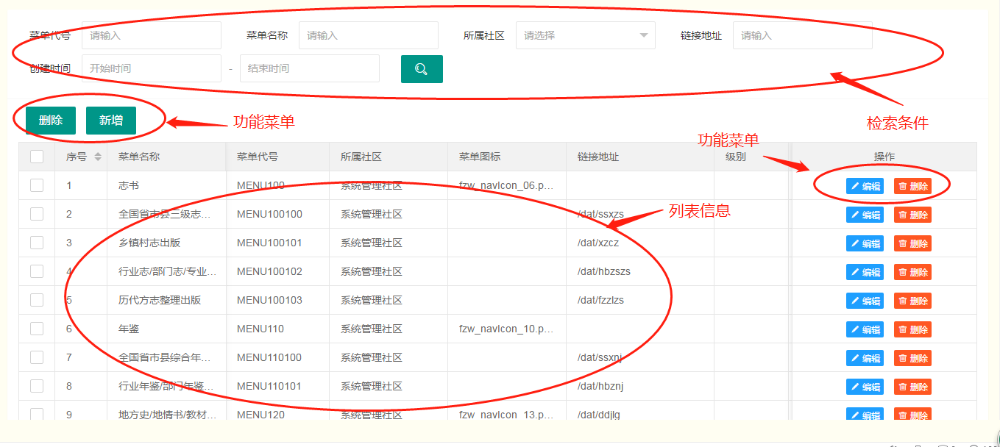 菜单代号 请输入 菜单名称 请输入 所属社区 请选择 链接地址 请输入
创建时间 开始时间 - 结束时间
检索条件
删除 新增 功能菜单
功能菜单
序号 菜单名称 菜单代号 所属社区 菜单图标 链接地址 级别 操作
1 志书 MENU100 系统管理社区 fzw_navIcon_06.p... 编辑 删除
列表信息
2 全国省市县三级志... MENU100100 系统管理社区 /dat/ssxzs 编辑 删除
3 乡镇村志出版 MENU100101 系统管理社区 /dat/xzcz 编辑 删除
4 行业志/部门志/专业... MENU100102 系统管理社区 /dat/hbzszs 编辑 删除
5 历代方志整理出版 MENU100103 系统管理社区 /dat/fzzlzs 编辑 删除
6 年鉴 MENU110 系统管理社区 fzw_navIcon_10.p... 编辑 删除
7 全国省市县综合年... MENU110100 系统管理社区 /dat/ssxnj 编辑 删除
8 行业年鉴/部门年鉴... MENU110101 系统管理社区 /dat/hbznj 编辑 删除
9 地方史/地情书/教材... MENU120 系统管理社区 fzw_navIcon_13.p... /dat/ddjlg 编辑 删除